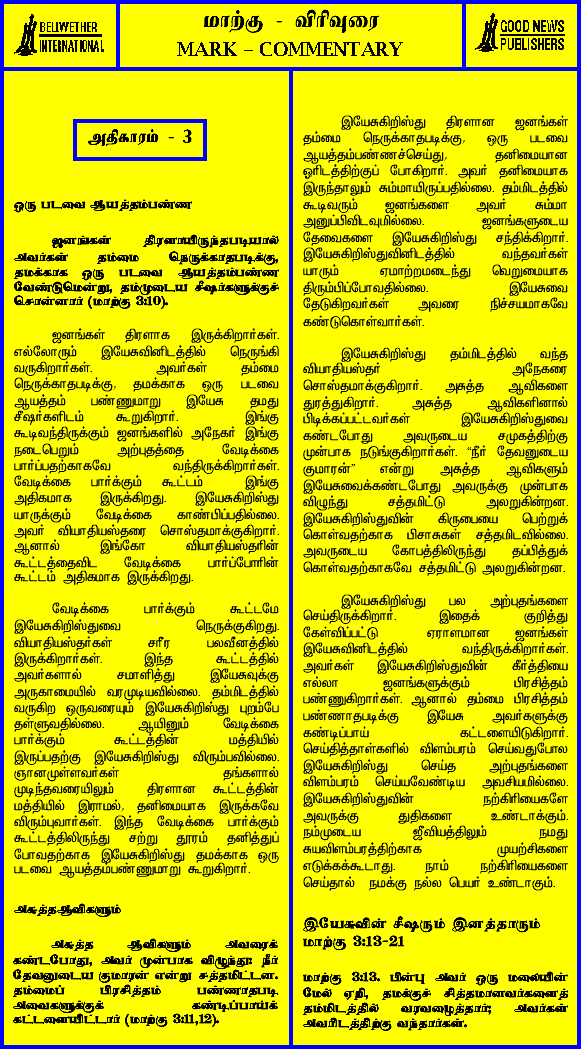 BELLWETHER
INTERNATIONAL
மாற்கு - விரிவுரை
MARK – COMMENTARY
GOOD NEWS
PUBLISHERS
அதிகாரம் - 3
ஒரு படவை ஆயத்தம்பண்ண
ஜனங்கள் திரளாயிருந்தபடியால்
அவர்கள் தம்மை நெருக்காதபடிக்கு,
தமக்காக ஒரு படவை ஆயத்தம்பண்ண
வேண்டுமென்று, தம்முடைய சீஷர்களுக்குச்
சொன்னார் (மாற்கு 3:10).
ஜனங்கள் திரளாக இருக்கிறார்கள்.
எல்லோரும் இயேசுவினிடத்தில் நெருங்கி
வருகிறார்கள். அவர்கள் தம்மை
நெருக்காதபடிக்கு, தமக்காக ஒரு படவை
ஆயத்தம் பண்ணுமாறு இயேசு தமது
சீஷர்களிடம் கூறுகிறார். இங்கு
கூடிவந்திருக்கும் ஜனங்களில் அநேகர் இங்கு
நடைபெறும் அற்புதத்தை வேடிக்கை
பார்ப்பதற்காகவே வந்திருக்கிறார்கள்.
வேடிக்கை பார்க்கும் கூட்டம் இங்கு
அதிகமாக இருக்கிறது. இயேசுகிறிஸ்து
யாருக்கும் வேடிக்கை காண்பிப்பதில்லை.
அவர் வியாதியஸ்தரை சொஸ்தமாக்குகிறார்.
ஆனால் இங்கோ வியாதியஸ்தரின்
கூட்டத்தைவிட வேடிக்கை பார்ப்போரின்
கூட்டம் அதிகமாக இருக்கிறது.
வேடிக்கை பார்க்கும் கூட்டமே
இயேசுகிறிஸ்துவை நெருக்குகிறது.
வியாதியஸ்தர்கள் சரீர பலவீனத்தில்
இருக்கிறார்கள். இந்த கூட்டத்தில்
அவர்களால் சமாளித்து இயேசுவுக்கு
அருகாமையில் வரமுடியவில்லை. தம்மிடத்தில்
வருகிற ஒருவரையும் இயேசுகிறிஸ்து புறம்பே
தள்ளுவதில்லை. ஆயினும் வேடிக்கை
பார்க்கும் கூட்டத்தின் மத்தியில்
இருப்பதற்கு இயேசுகிறிஸ்து விரும்பவில்லை.
ஞானமுள்ளவர்கள் தங்களால்
முடிந்தவரையிலும் திரளான கூட்டத்தின்
மத்தியில் இராமல், தனிமையாக இருக்கவே
விரும்புவார்கள். இந்த வேடிக்கை பார்க்கும்
கூட்டத்திலிருந்து சற்று தூரம் தனித்துப்
போவதற்காக இயேசுகிறிஸ்து தமக்காக ஒரு
படவை ஆயத்தம்பண்ணுமாறு கூறுகிறார்.
அசுத்தஆவிகளும்
அசுத்த ஆவிகளும் அவரைக்
கண்டபோது, அவர் முன்பாக விழுந்து: நீர்
தேவனுடைய குமாரன் என்று சத்தமிட்டன.
தம்மைப் பிரசித்தம் பண்ணாதபடி
அவைகளுக்குக் கண்டிப்பாய்க்
கட்டளையிட்டார் (மாற்கு 3:11,12).
இயேசுகிறிஸ்து திரளான ஜனங்கள்
தம்மை நெருக்காதபடிக்கு, ஒரு படவை
ஆயத்தம்பண்ணச்செய்து, தனிமையான
ஓரிடத்திற்குப் போகிறார். அவர் தனிமையாக
இருந்தாலும் சும்மாயிருப்பதில்லை. தம்மிடத்தில்
கூடிவரும் ஜனங்களை அவர் சும்மா
அனுப்பிவிடவுமில்லை. ஜனங்களுடைய
தேவைகளை இயேசுகிறிஸ்து சந்திக்கிறார்.
இயேசுகிறிஸ்துவினிடத்தில் வந்தவர்கள்
யாரும் ஏமாற்றமடைந்து வெறுமையாக
திரும்பிப்போவதில்லை. இயேசுவை
தேடுகிறவர்கள் அவரை நிச்சயமாகவே
கண்டுகொள்வார்கள்.
இயேசுகிறிஸ்து தம்மிடத்தில் வந்த
வியாதியஸ்தர் அநேகரை
சொஸ்தமாக்குகிறார். அசுத்த ஆவிகளை
துரத்துகிறார். அசுத்த ஆவிகளினால்
பிடிக்கப்பட்டவர்கள் இயேசுகிறிஸ்துவை
கண்டபோது அவருடைய சமுகத்திற்கு
முன்பாக நடுங்குகிறார்கள். “நீர் தேவனுடைய
குமாரன்” என்று அசுத்த ஆவிகளும்
இயேசுவைக்கண்டபோது அவருக்கு முன்பாக
விழுந்து சத்தமிட்டு அலறுகின்றன.
இயேசுகிறிஸ்துவின் கிருபையை பெற்றுக்
கொள்வதற்காக பிசாசுகள் சத்தமிடவில்லை.
அவருடைய கோபத்திலிருந்து தப்பித்துக்
கொள்வதற்காகவே சத்தமிட்டு அலறுகின்றன.
இயேசுகிறிஸ்து பல அற்புதங்களை
செய்திருக்கிறார். இதைக் குறித்து
கேள்விப்பட்டு ஏராளமான ஜனங்கள்
இயேசுவினிடத்தில் வந்திருக்கிறார்கள்.
அவர்கள் இயேசுகிறிஸ்துவின் கீர்த்தியை
எல்லா ஜனங்களுக்கும் பிரசித்தம்
பண்ணுகிறார்கள். ஆனால் தம்மை பிரசித்தம்
பண்ணாதபடிக்கு இயேசு அவர்களுக்கு
கண்டிப்பாய் கட்டளையிடுகிறார்.
செய்தித்தாள்களில் விளம்பரம் செய்வதுபோல
இயேசுகிறிஸ்து செய்த அற்புதங்களை
விளம்பரம் செய்யவேண்டிய அவசியமில்லை.
இயேசுகிறிஸ்துவின் நற்கிரியைகளே
அவருக்கு துதிகளை உண்டாக்கும்.
நம்முடைய ஜீவியத்திலும் நமது
சுயவிளம்பரத்திற்காக முயற்சிகளை
எடுக்கக்கூடாது. நாம் நற்கிரியைகளை
செய்தால் நமக்கு நல்ல பெயர் உண்டாகும்.
இயேசுவின் சீஷரும் இனத்தாரும்
மாற்கு 3:13-21
மாற்கு 3:13. பின்பு அவர் ஒரு மலையின்
மேல் ஏறி, தமக்குச் சித்தமானவர்களைத்
தம்மிடத்தில் வரவழைத்தார்; அவர்கள்
அவரிடத்திற்கு வந்தார்கள்.